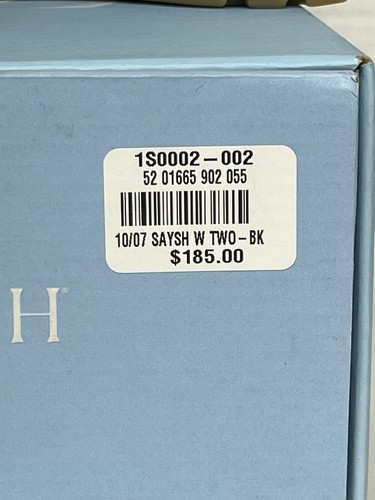 1S0002-002
52 01665 902 055
10/07 SAYSH W TWO-BK
$185.00
H